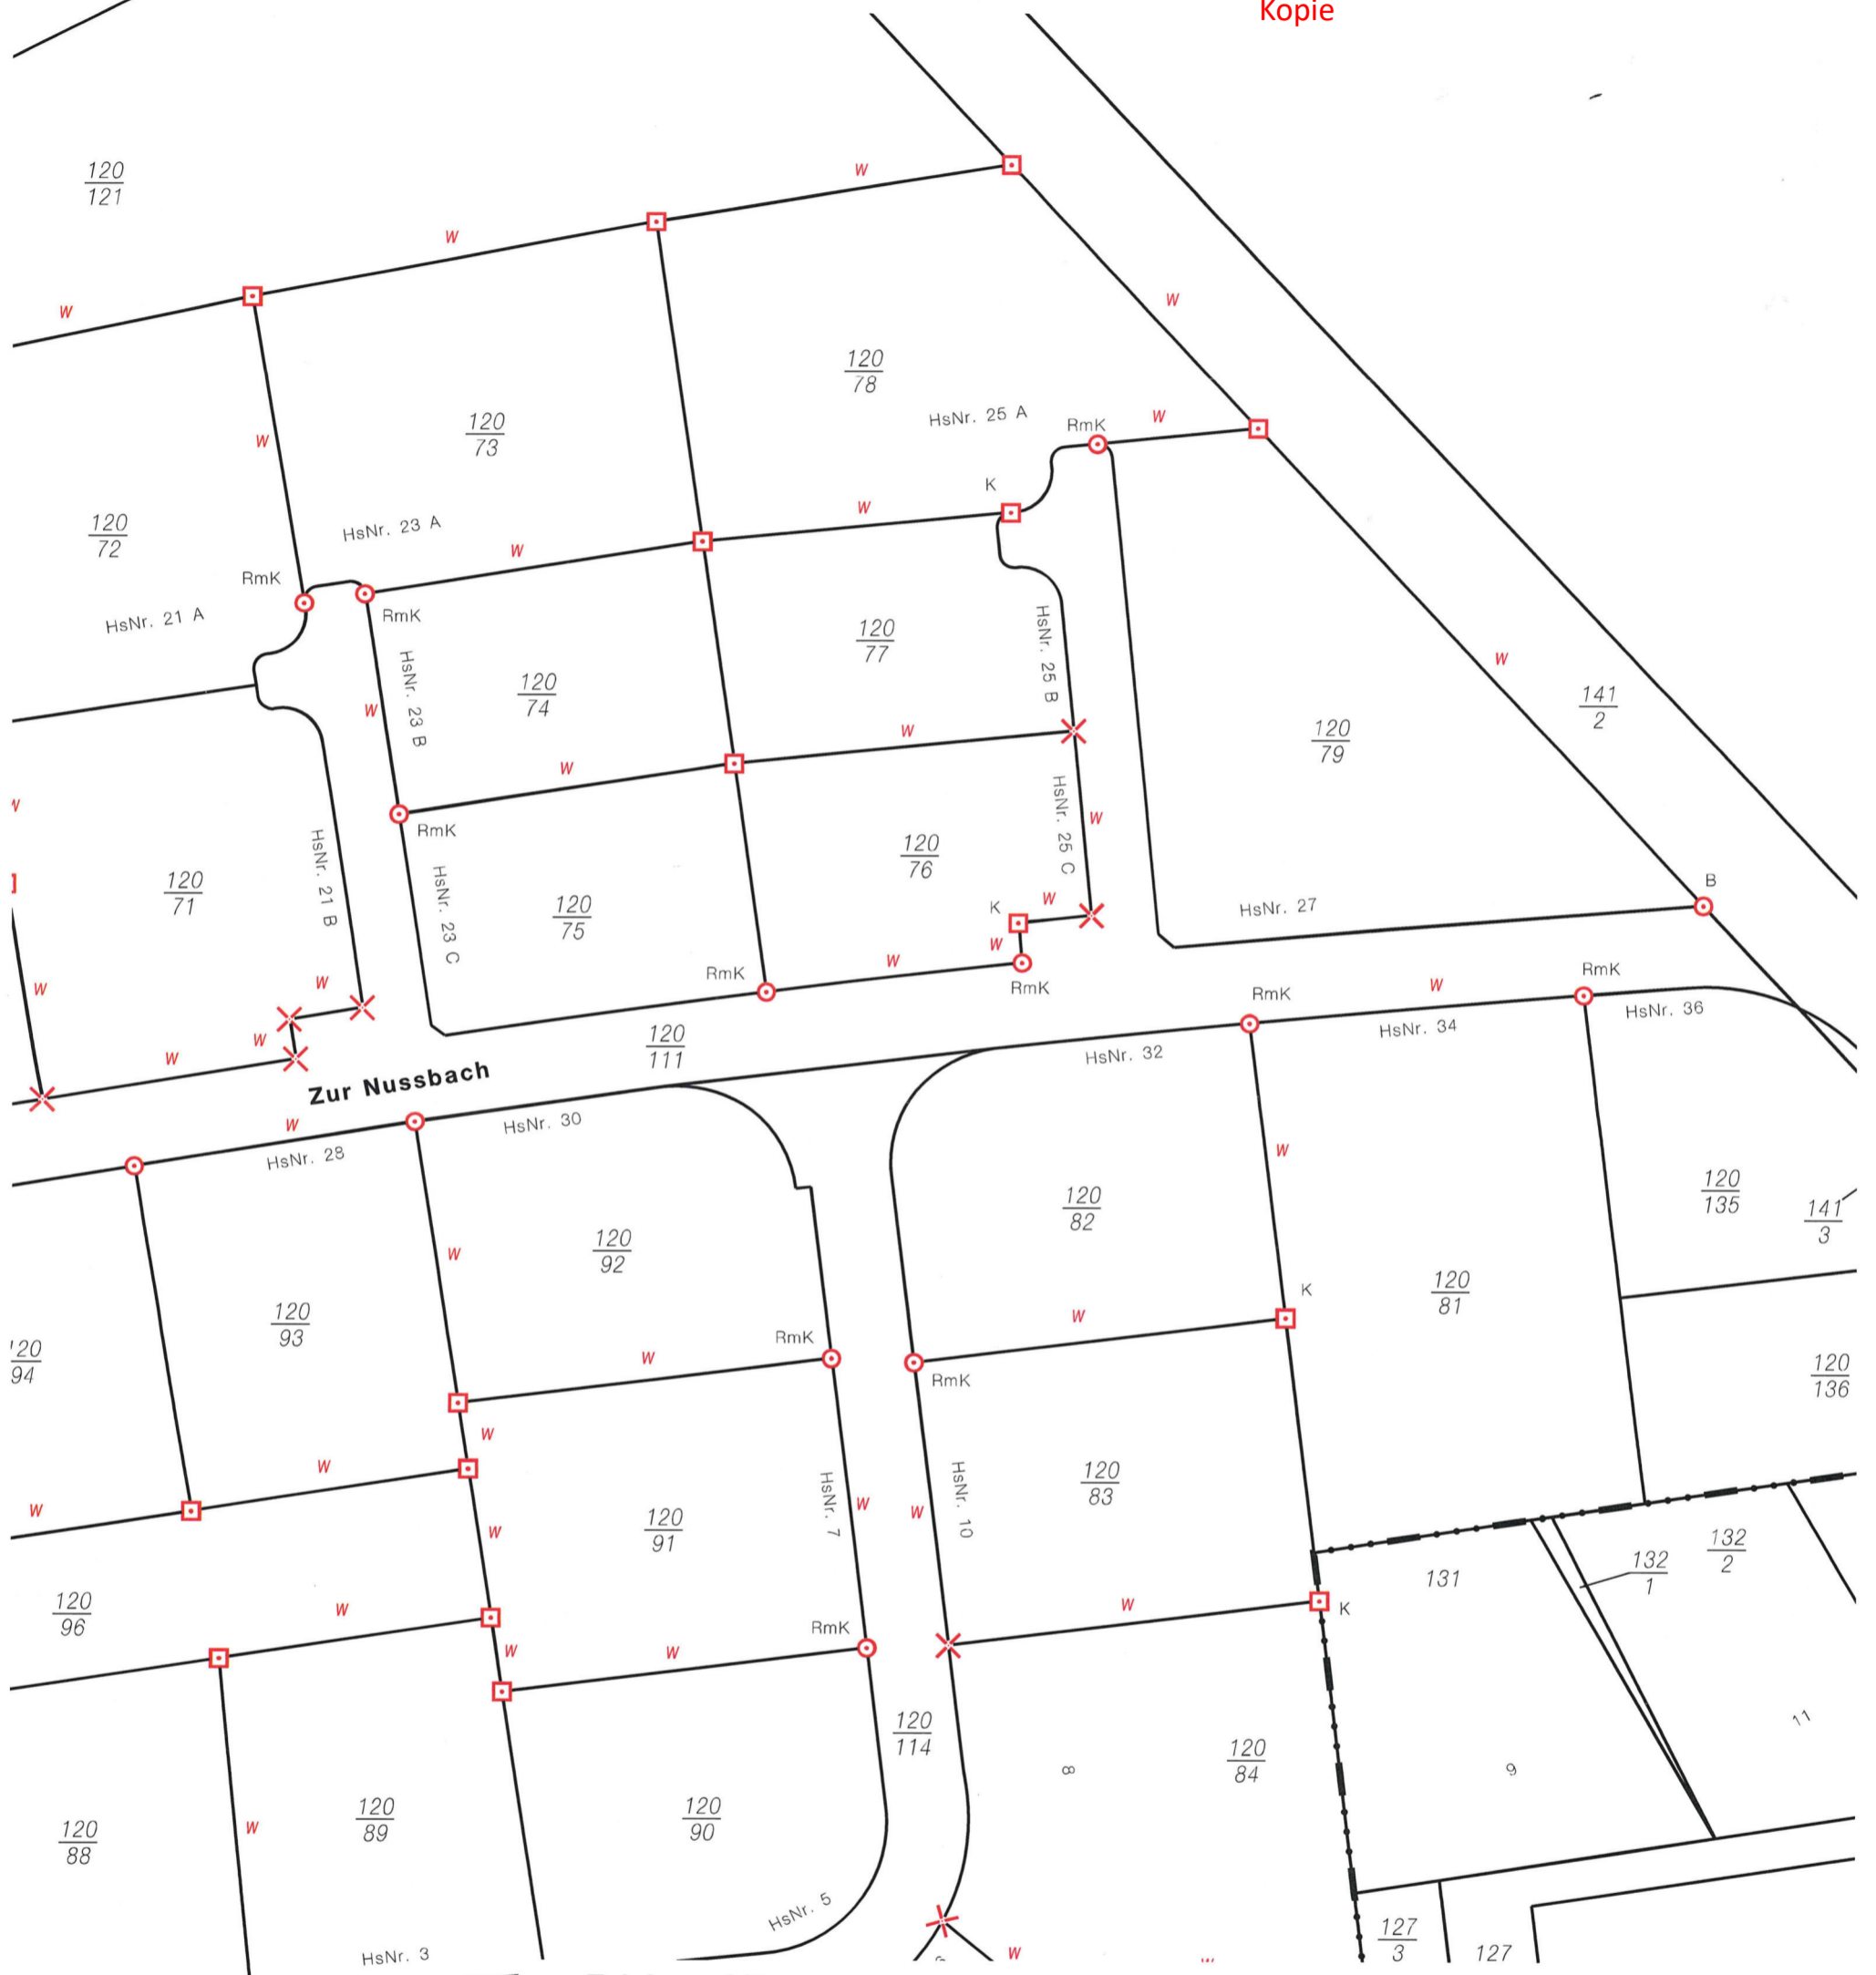 Kopie
120
121
w
w
w
w
120
78
HsNr. 25 A
RmK
w
120
73
w
K
w
120
72
HsNr. 23 A
w
RmK
RmK
HsNr. 21 A
HsNr. 23 B
w
120
74
120
77
HsNr. 25 B
w
120
79
141
2
w
w
w
RmK
HsNr. 25 C
w
120
71
HsNr. 21 B
HsNr. 23 C
120
75
120
76
w
K
w
B
HsNr. 27
w
w
RmK
w
RmK
RmK
w
RmK
w
w
120
111
HsNr. 32
HsNr. 34
HsNr. 36
Zur Nussbach
w
HsNr. 28
HsNr. 30
w
w
120
92
120
82
120
135
141
3
120
93
120
81
K
w
RmK
w
RmK
120
94
120
136
w
w
w
HsNr. 7
w
w
HsNr. 10
120
83
w
120
91
131
132
1
132
2
120
96
w
w
w
RmK
w
K
120
114
8
120
84
9
11
120
88
w
120
89
120
90
HsNr. 5
HsNr. 3
w
127
3
127